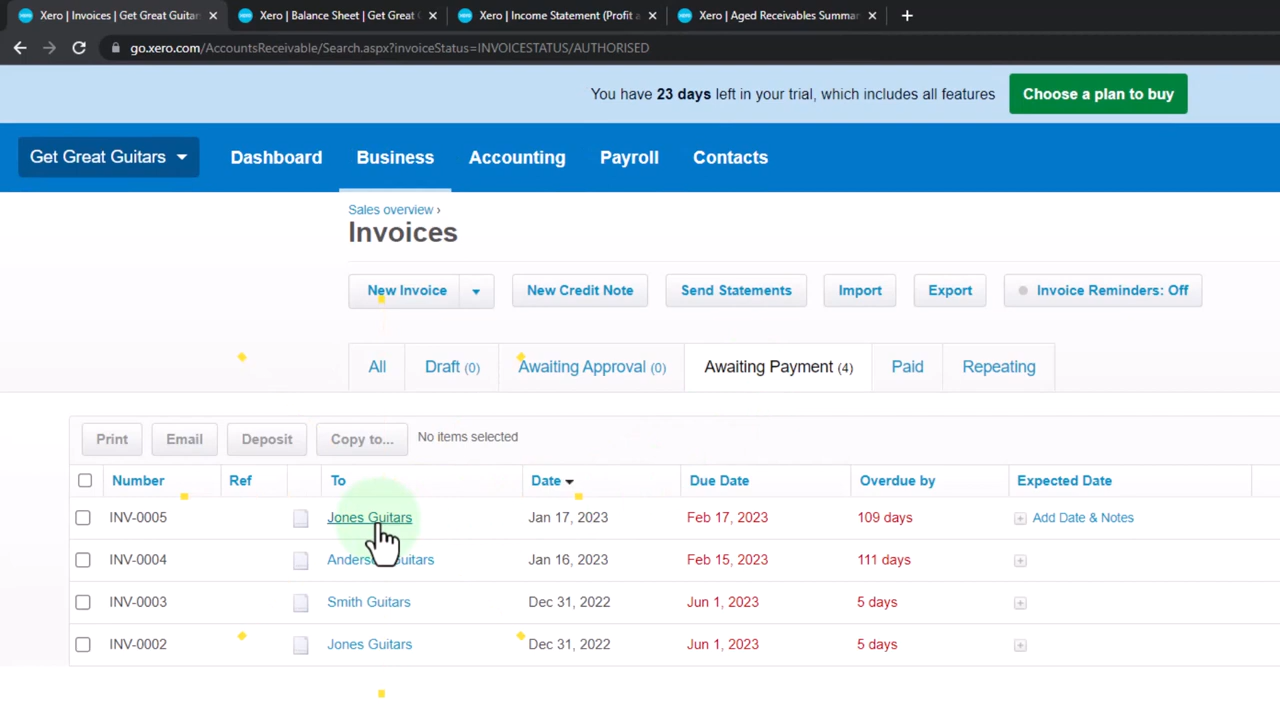 Xero | Invoices | Get Great Guitar
Xero | Balance Sheet | Get Great
Xero | Income Statement (Profit a
Xero | Aged Receivables Summar
go.xero.com/AccountsReceivable/Search.aspx?invoiceStatus=INVOICESTATUS/AUTHORISED
You have 23 days left in your trial, which includes all features
Choose a plan to buy
Get Great Guitars
Dashboard
Business
Accounting
Payroll
Contacts
Sales overview ›
Invoices
New Invoice
New Credit Note
Send Statements
Import
Export
Invoice Reminders: Off
All
Draft (0)
Awaiting Approval (0)
Awaiting Payment (4)
Paid
Repeating
Print
Email
Deposit
Copy to...
No items selected
Number Ref To Date Due Date Overdue by Expected Date
INV-0005 Jones Guitars Jan 17, 2023 Feb 17, 2023 109 days Add Date & Notes
INV-0004 Jan 16, 2023 Feb 15, 2023 111 days
INV-0003 Smith Guitars Dec 31, 2022 Jun 1, 2023 5 days
INV-0002 Jones Guitars Dec 31, 2022 Jun 1, 2023 5 days